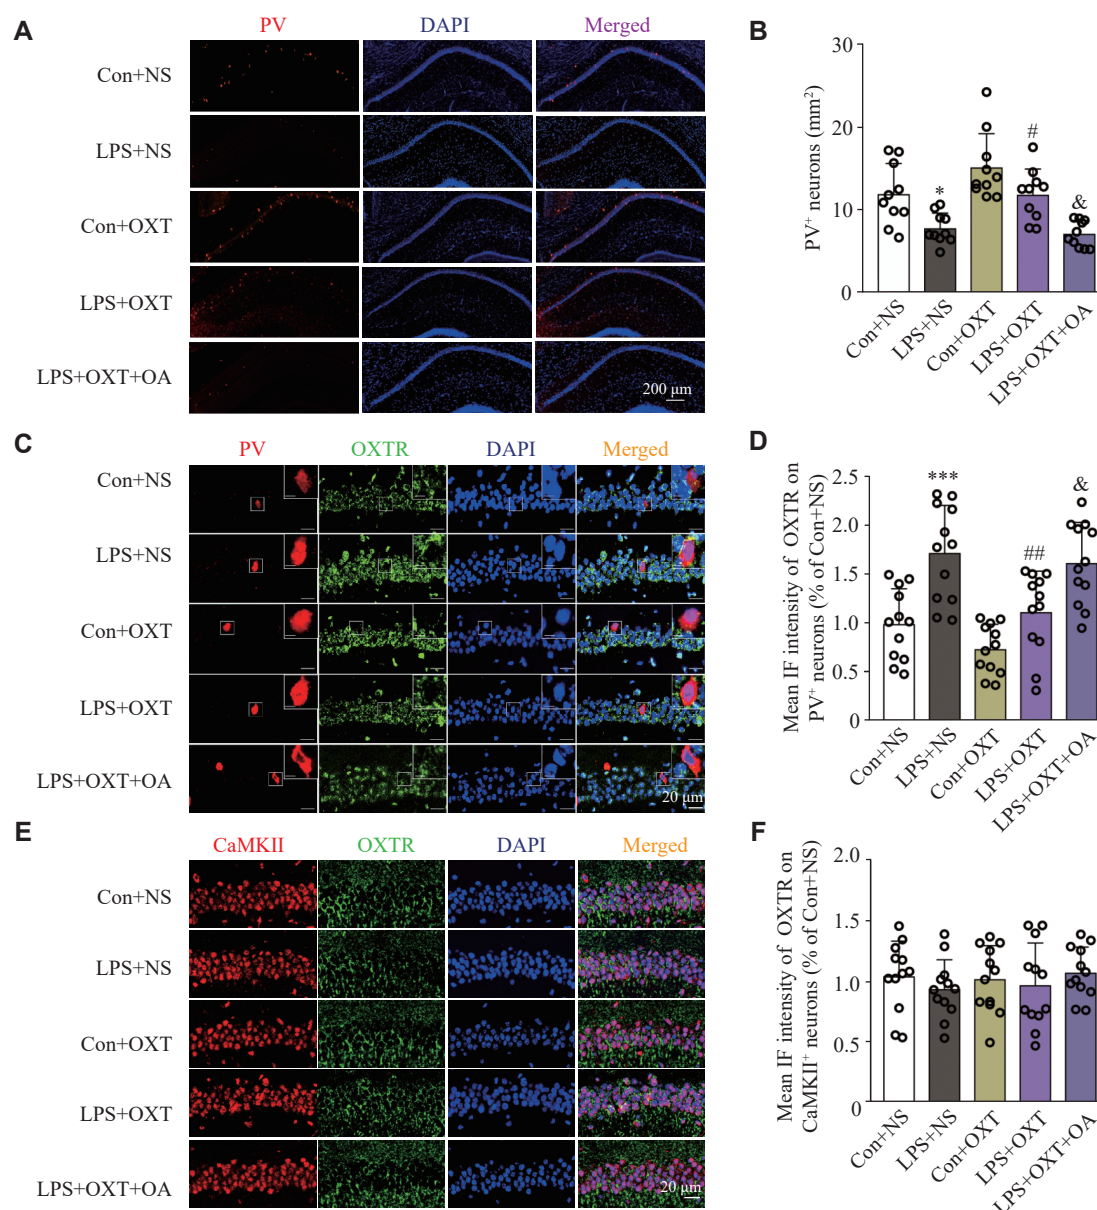 A
PV
DAPI
Merged
Con+NS
LPS+NS
Con+OXT
LPS+OXT
LPS+OXT+OA
200 μm
B
PV+ neurons (mm2)
30
20
10
0
*
#
&
Con+NS
LPS+NS
Con+OXT
LPS+OXT
LPS+OXT+OA
C
PV
OXTR
DAPI
Merged
Con+NS
LPS+NS
Con+OXT
LPS+OXT
LPS+OXT+OA
20 μm
D
Mean IF intensity of OXTR on
PV+ neurons (% of Con+NS)
2.5
2.0
1.5
1.0
0.5
0
***
##
&
Con+NS
LPS+NS
Con+OXT
LPS+OXT
LPS+OXT+OA
E
CaMKII
OXTR
DAPI
Merged
Con+NS
LPS+NS
Con+OXT
LPS+OXT
LPS+OXT+OA
20 μm
F
Mean IF intensity of OXTR on
CaMKII+ neurons (% of Con+NS)
2.0
1.5
1.0
0.5
0
Con+NS
LPS+NS
Con+OXT
LPS+OXT
LPS+OXT+OA